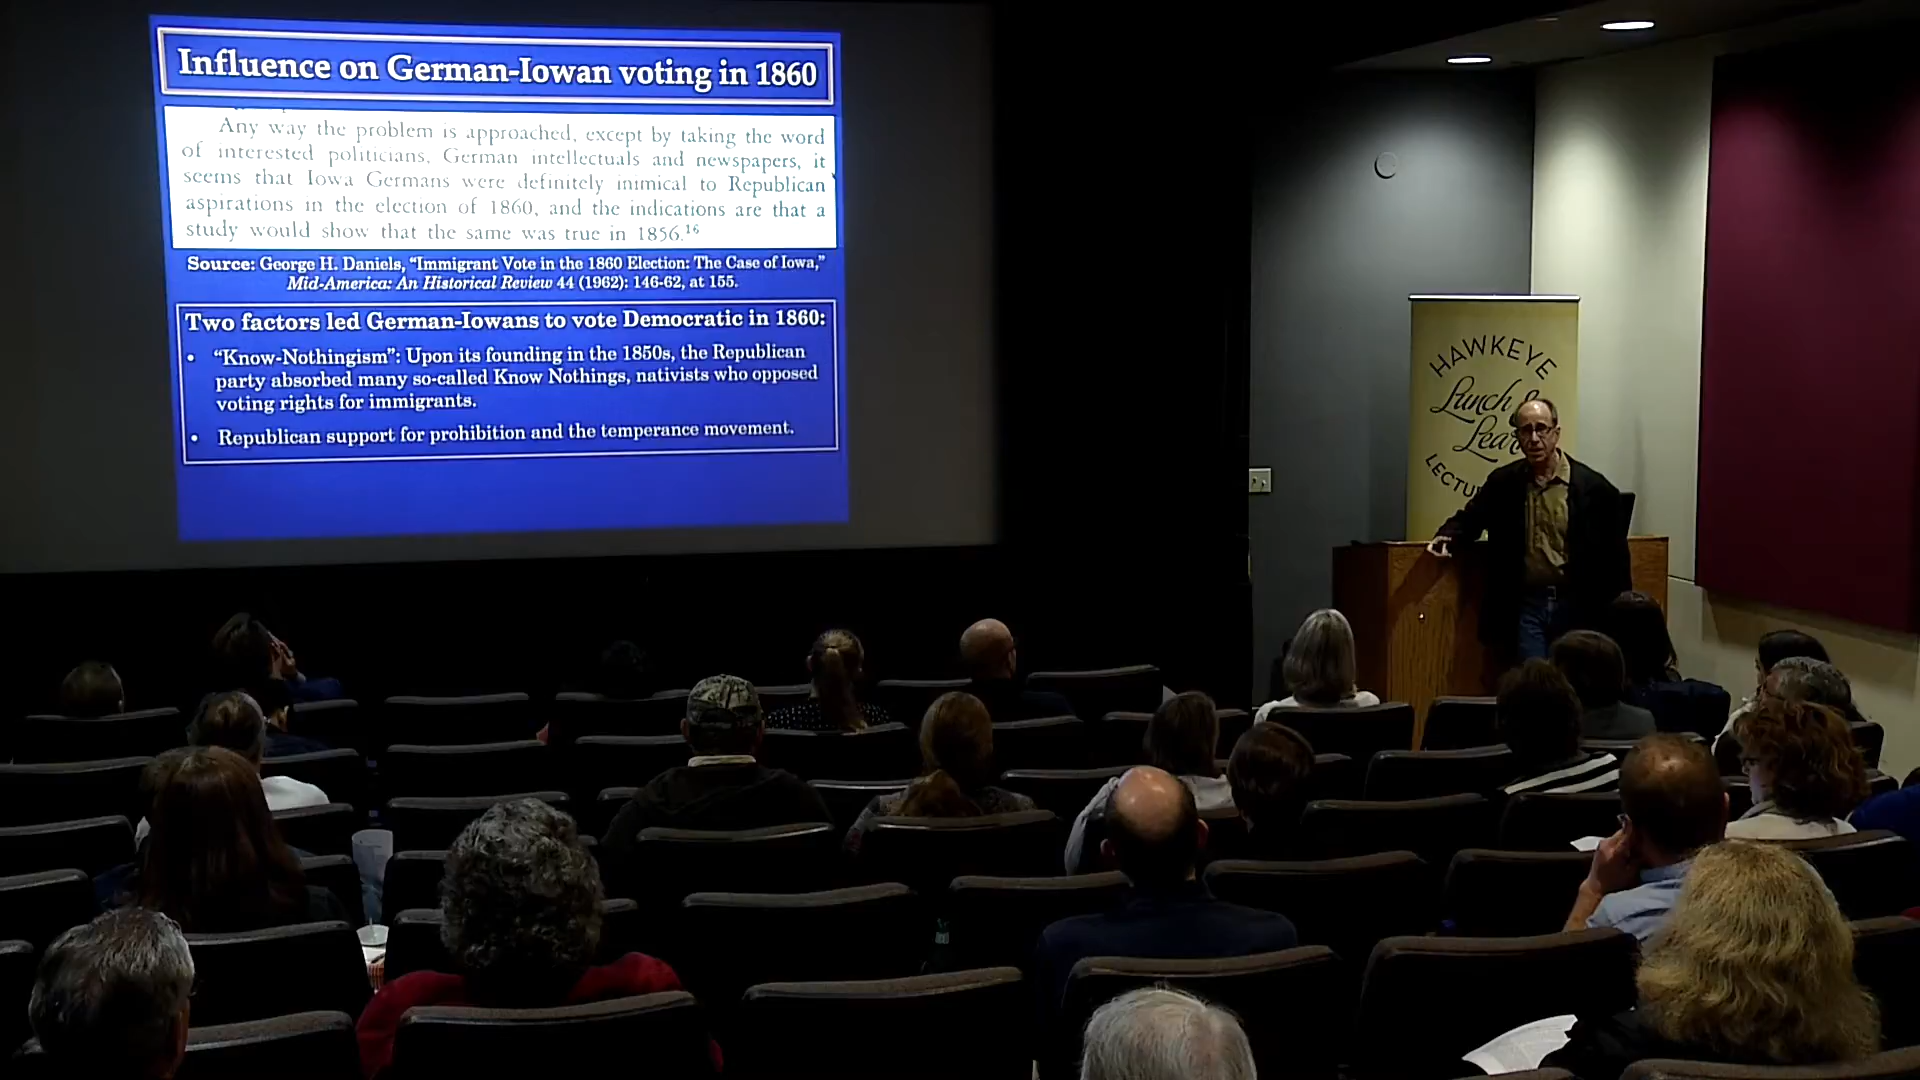 Influence on German-Iowan voting in 1860
Any way the problem is approached, except by taking the word
of interested politicians, German intellectuals and newspapers, it
seems that Iowa Germans were definitely inimical to Republican
aspirations in the election of 1860, and the indications are that a
study would show that the same was true in 1856.16
Source: George H. Daniels, “Immigrant Vote in the 1860 Election: The Case of Iowa,”
Mid-America: An Historical Review 44 (1962): 146-62, at 155.
Two factors led German-Iowans to vote Democratic in 1860:
• “Know-Nothingism”: Upon its founding in the 1850s, the Republican
party absorbed many so-called Know Nothings, nativists who opposed
voting rights for immigrants.
• Republican support for prohibition and the temperance movement.
HAWKEYE
Lunch &